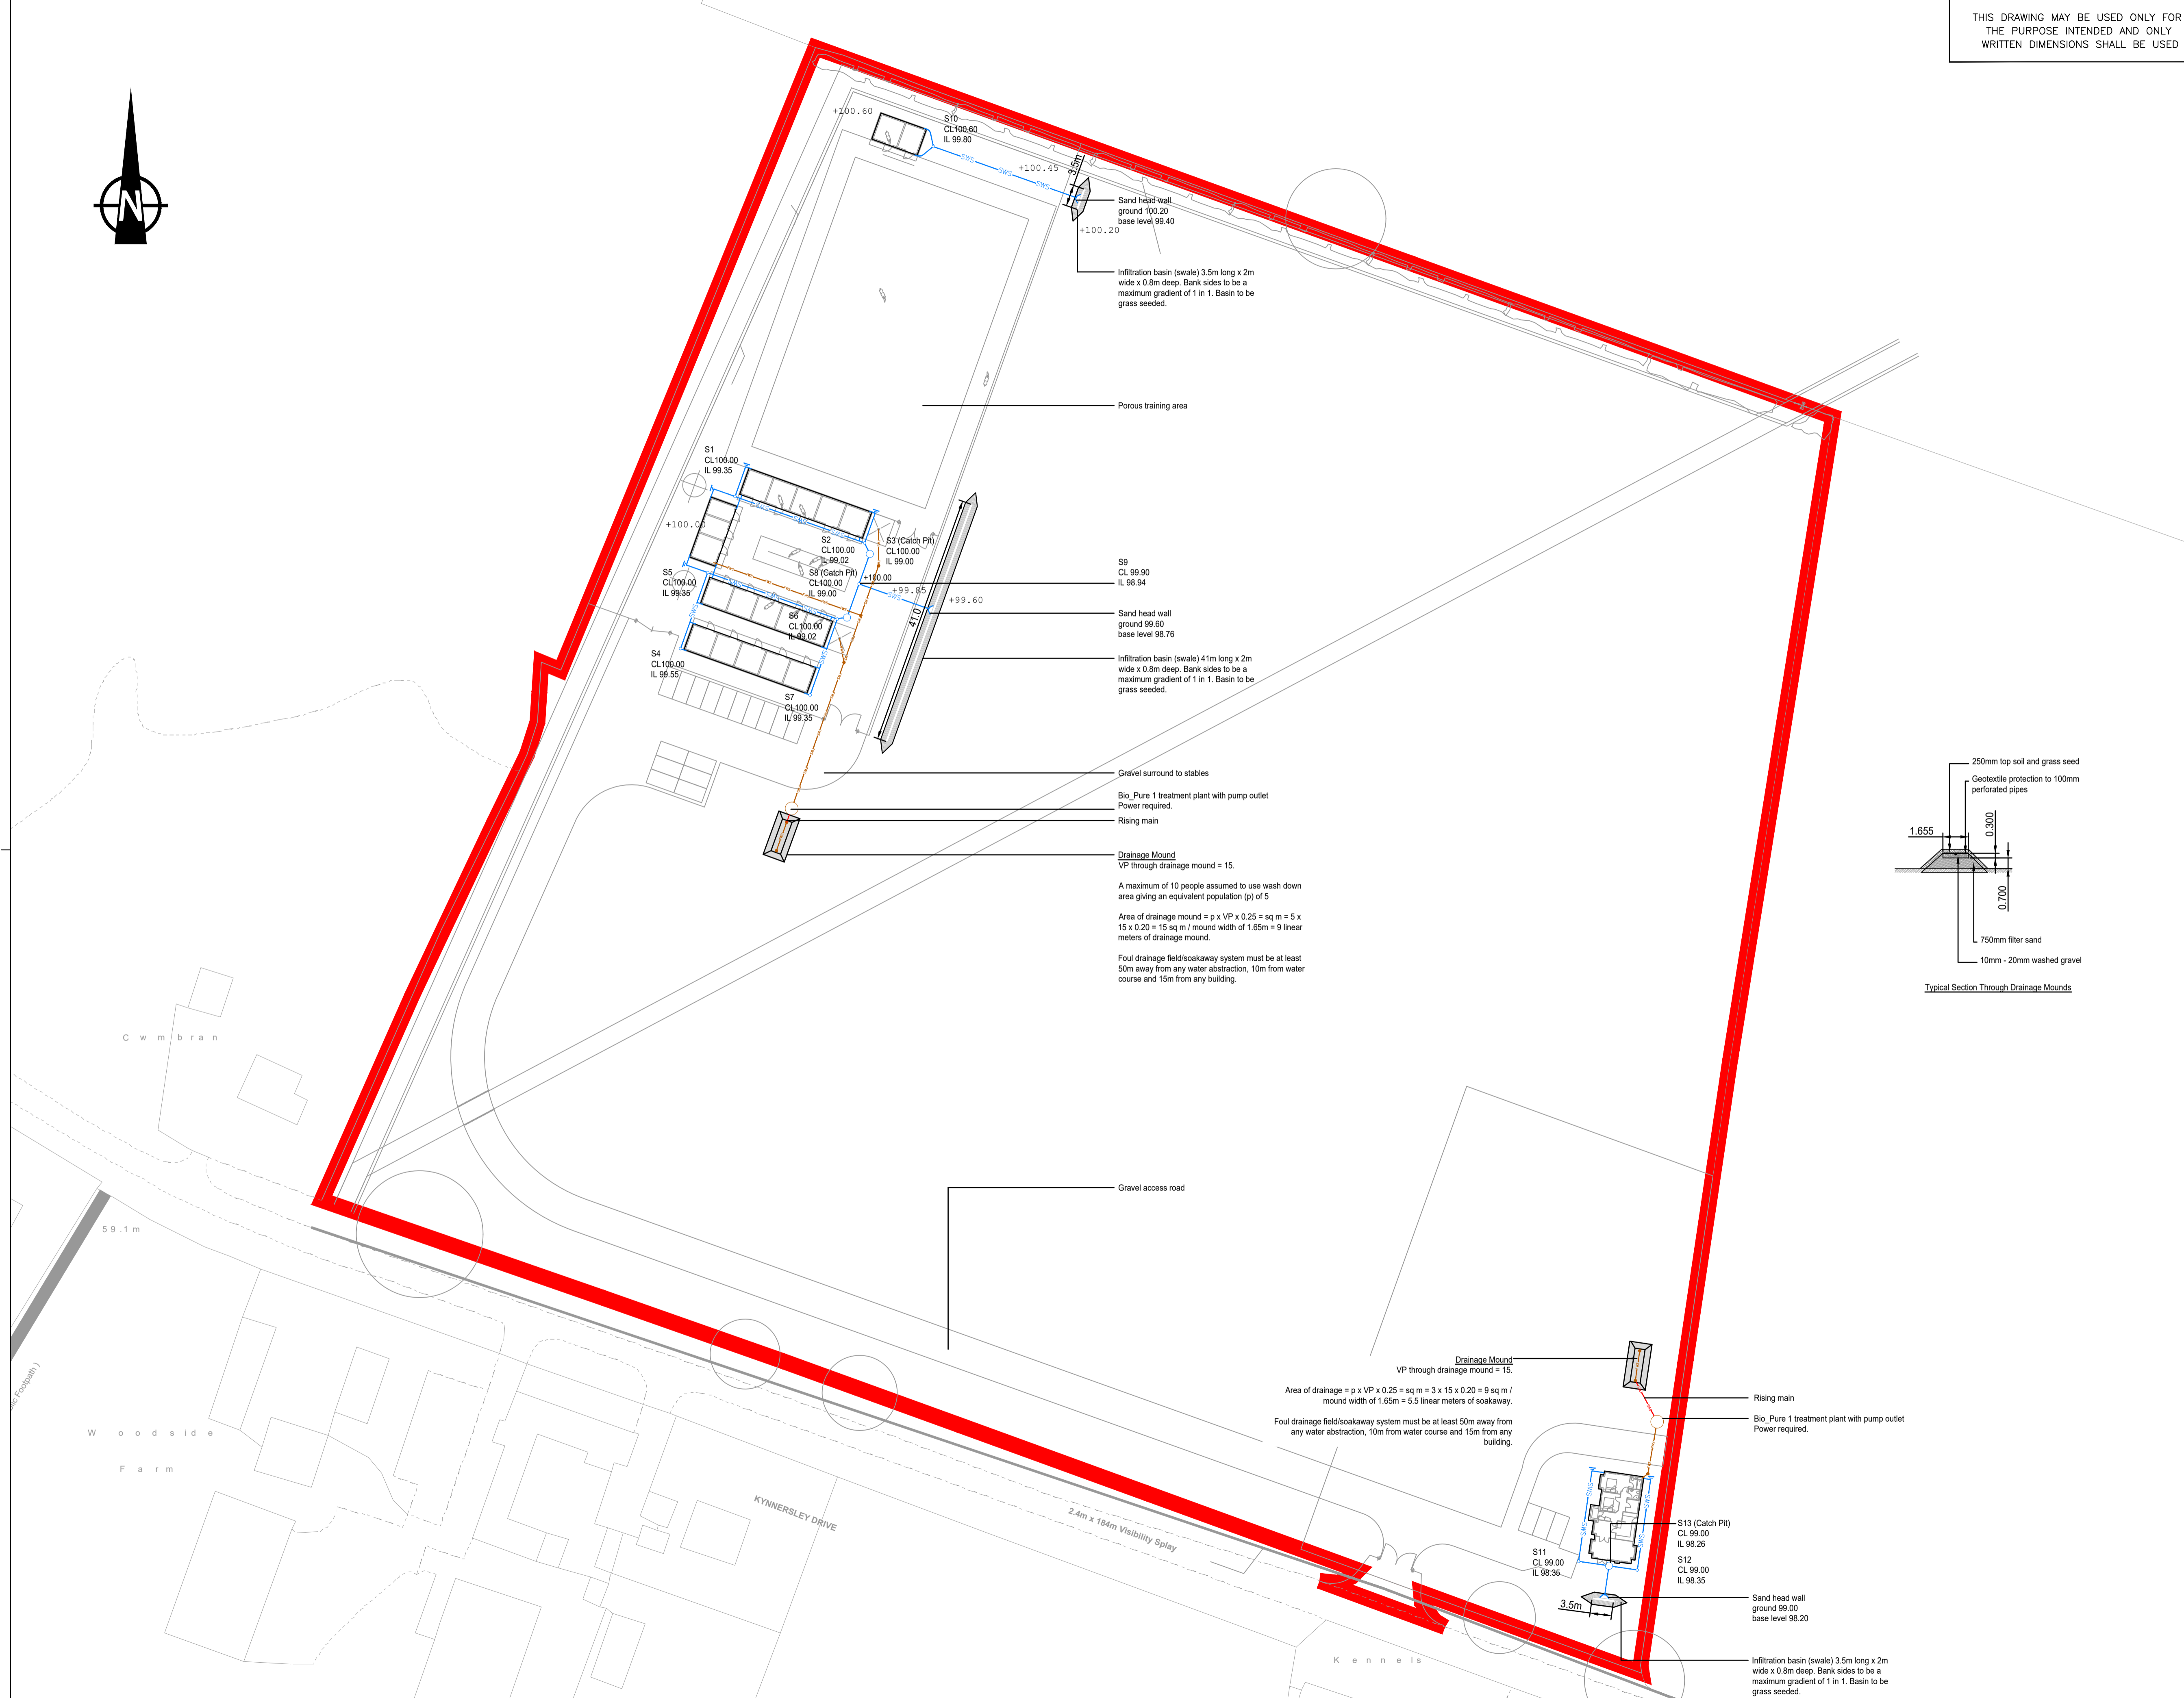 THIS DRAWING MAY BE USED ONLY FOR
THE PURPOSE INTENDED AND ONLY
WRITTEN DIMENSIONS SHALL BE USED
N
+100.60
S10
CL100.60
IL 99.80
SWS
SWS
SWS
+100.45
3.5m
Sand head wall
ground 100.20
base level 99.40
+100.20
Infiltration basin (swale) 3.5m long x 2m
wide x 0.8m deep. Bank sides to be a
maximum gradient of 1 in 1. Basin to be
grass seeded.
Porous training area
S1
CL100.00
IL 99.35
SWS
SWS
SWS
+100.00
S2
CL100.00
IL 99.02
S3 (Catch Pit)
CL100.00
IL 99.00
S8 (Catch Pit)
CL100.00
IL 99.00
+100.00
+99.85
SWS
+99.60
S9
CL 99.90
IL 98.94
S5
CL100.00
IL 99.35
SWS
SWS
SWS
SWS
S6
CL100.00
IL 99.02
41.0
Sand head wall
ground 99.60
base level 98.76
S4
CL100.00
IL 99.55
SWS
Infiltration basin (swale) 41m long x 2m
wide x 0.8m deep. Bank sides to be a
maximum gradient of 1 in 1. Basin to be
grass seeded.
S7
CL100.00
IL 99.35
Gravel surround to stables
Bio_Pure 1 treatment plant with pump outlet
Power required.
Rising main
Drainage Mound
VP through drainage mound = 15.
A maximum of 10 people assumed to use wash down
area giving an equivalent population (p) of 5
Area of drainage mound = p x VP x 0.25 = sq m = 5 x
15 x 0.20 = 15 sq m / mound width of 1.65m = 9 linear
meters of drainage mound.
Foul drainage field/soakaway system must be at least
50m away from any water abstraction, 10m from water
course and 15m from any building.
250mm top soil and grass seed
Geotextile protection to 100mm
perforated pipes
1.655
0.300
0.700
750mm filter sand
10mm - 20mm washed gravel
Typical Section Through Drainage Mounds
Cwmbran
59.1m
Gravel access road
Woodside
Farm
KYNNERSLEY DRIVE
2.4m x 184m Visibility Splay
Kennels
Drainage Mound
VP through drainage mound = 15.
Area of drainage = p x VP x 0.25 = sq m = 3 x 15 x 0.20 = 9 sq m /
mound width of 1.65m = 5.5 linear meters of soakaway.
Foul drainage field/soakaway system must be at least 50m away from
any water abstraction, 10m from water course and 15m from any
building.
Rising main
Bio_Pure 1 treatment plant with pump outlet
Power required.
SWS
SWS
SWS
SWS
S13 (Catch Pit)
CL 99.00
IL 98.26
S11
CL 99.00
IL 98.35
S12
CL 99.00
IL 98.35
3.5m
Sand head wall
ground 99.00
base level 98.20
Infiltration basin (swale) 3.5m long x 2m
wide x 0.8m deep. Bank sides to be a
maximum gradient of 1 in 1. Basin to be
grass seeded.
Footpath)